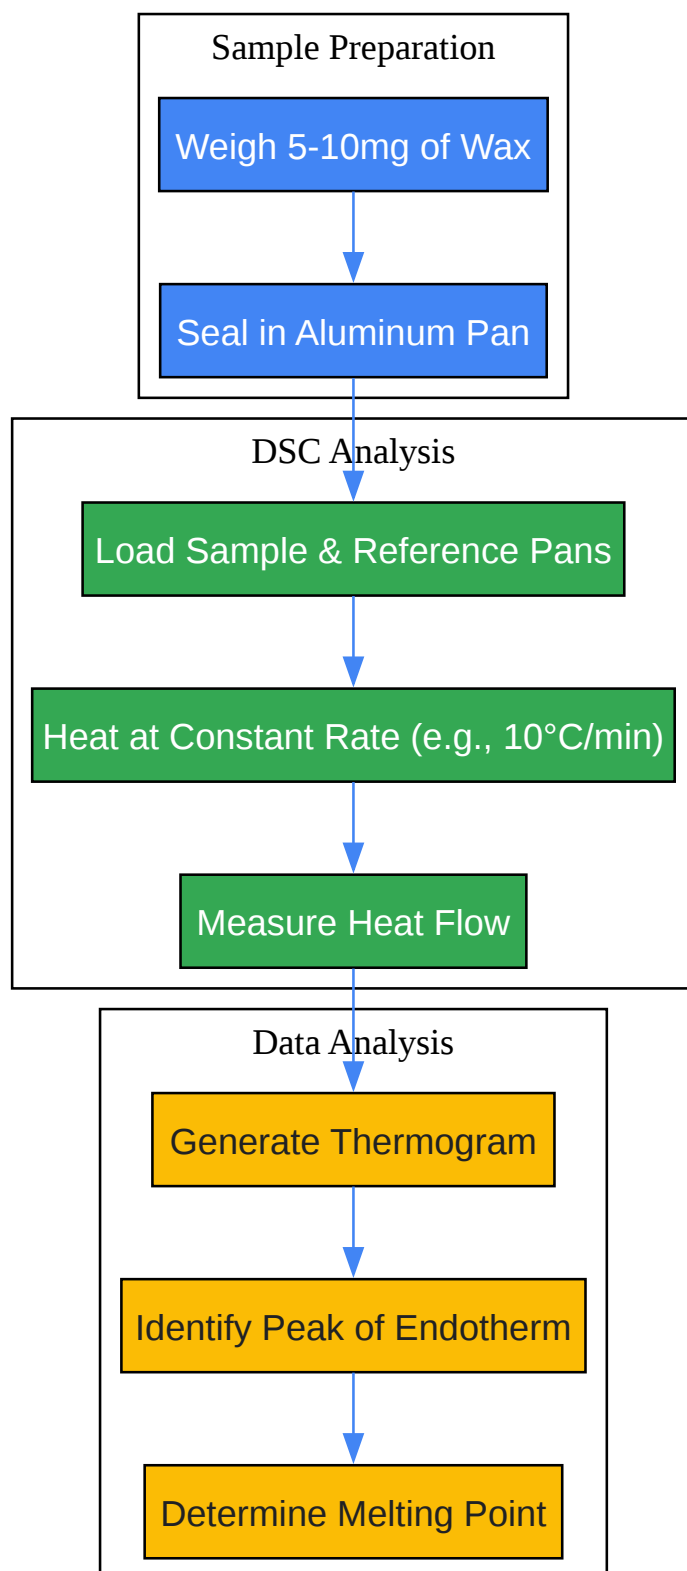 Sample Preparation
Weigh 5-10mg of Wax
Seal in Aluminum Pan
DSC Analysis
Load Sample & Reference Pans
Heat at Constant Rate (e.g., 10°C/min)
Measure Heat Flow
Data Analysis
Generate Thermogram
Identify Peak of Endotherm
Determine Melting Point